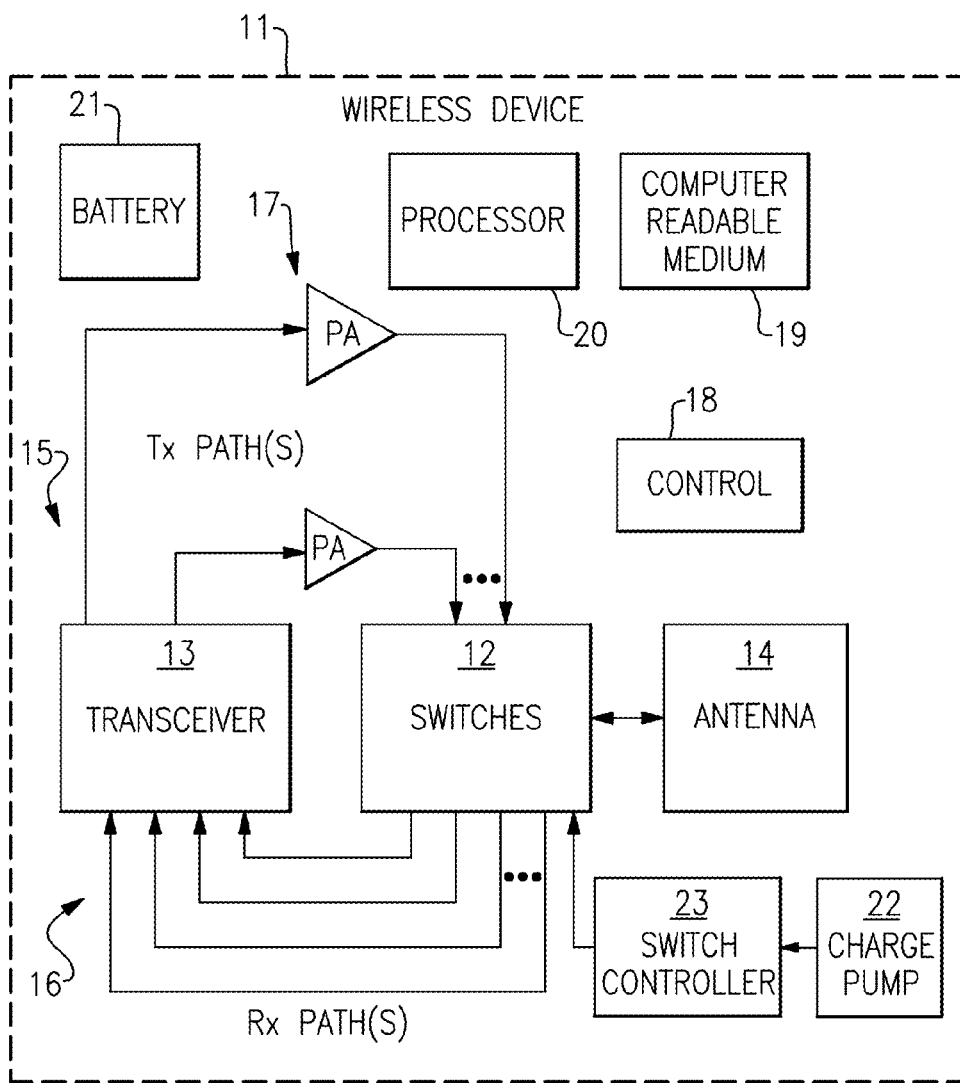 11
WIRELESS DEVICE
21
BATTERY
17
PROCESSOR
20
COMPUTER
READABLE
MEDIUM
19
PA
18
CONTROL
15
Tx PATH(S)
PA
13
TRANSCEIVER
12
SWITCHES
14
ANTENNA
16
Rx PATH(S)
23
SWITCH
CONTROLLER
22
CHARGE
PUMP